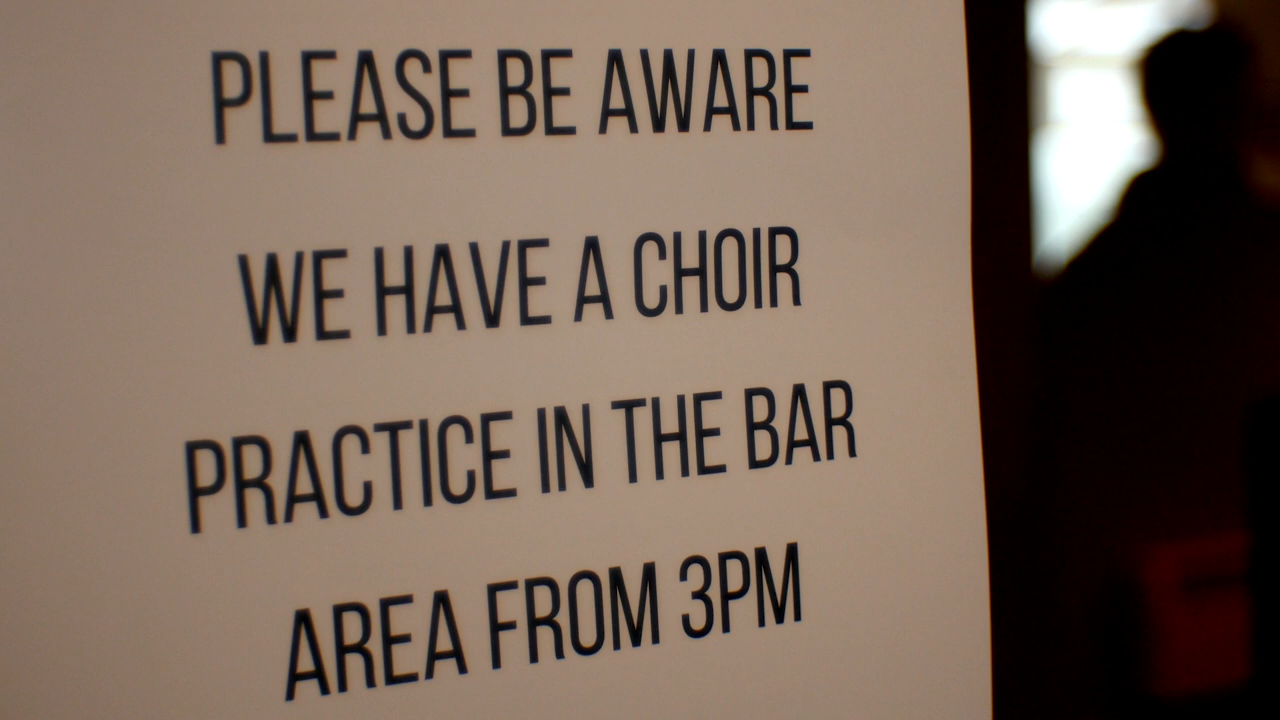 PLEASE BE AWARE
WE HAVE A CHOIR
PRACTICE IN THE BAR
AREA FROM 3PM